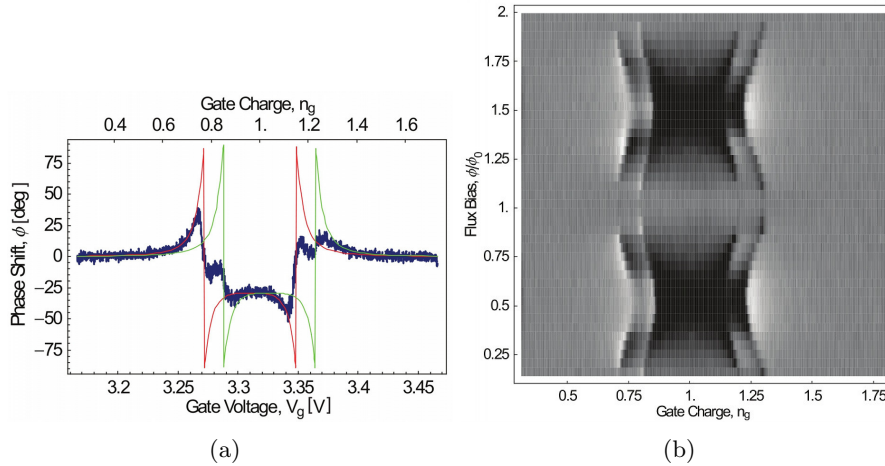 Gate Charge, n_g
0.4 0.6 0.8 1. 1.2 1.4 1.6
75
50
25
0
−25
−50
−75
Phase Shift, ϕ [deg]
3.2 3.25 3.3 3.35 3.4 3.45
Gate Voltage, V_g [V]
(a)
2.
1.75
1.5
1.25
1.
0.75
0.5
0.25
Flux Bias, ϕ/ϕ_0
0.5 0.75 1. 1.25 1.5 1.75
Gate Charge, n_g
(b)